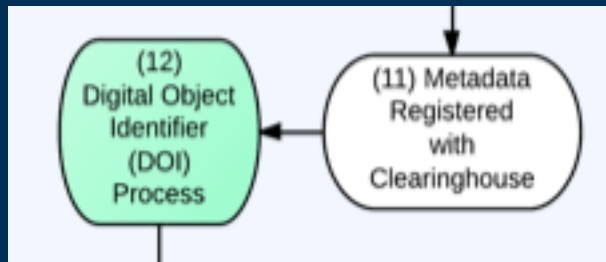 (12)
Digital Object
Identifier
(DOI)
Process
(11) Metadata
Registered
with
Clearinghouse